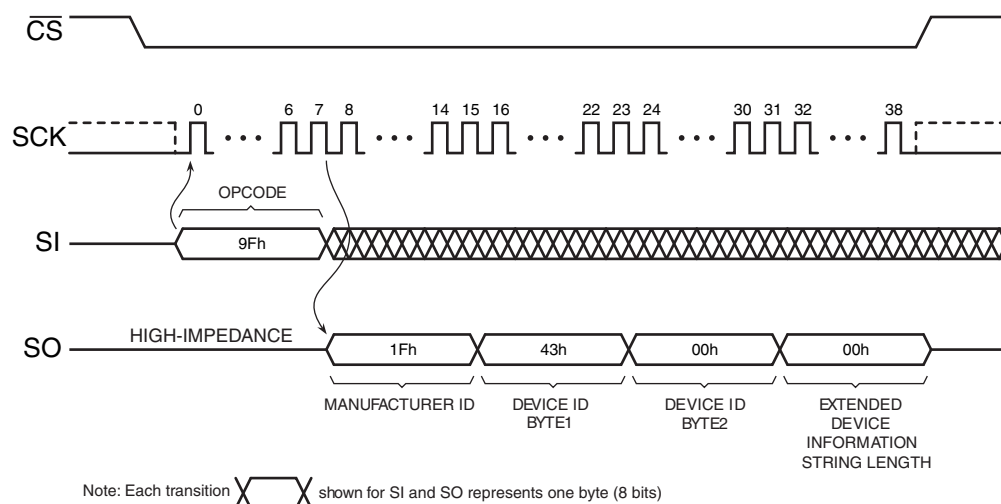 CS
0 6 7 8 14 15 16 22 23 24 30 31 32 38
SCK
OPCODE
SI 9Fh
HIGH-IMPEDANCE
SO 1Fh 43h 00h 00h
MANUFACTURER ID
DEVICE ID
BYTE1
DEVICE ID
BYTE2
EXTENDED
DEVICE
INFORMATION
STRING LENGTH
Note: Each transition shown for SI and SO represents one byte (8 bits)